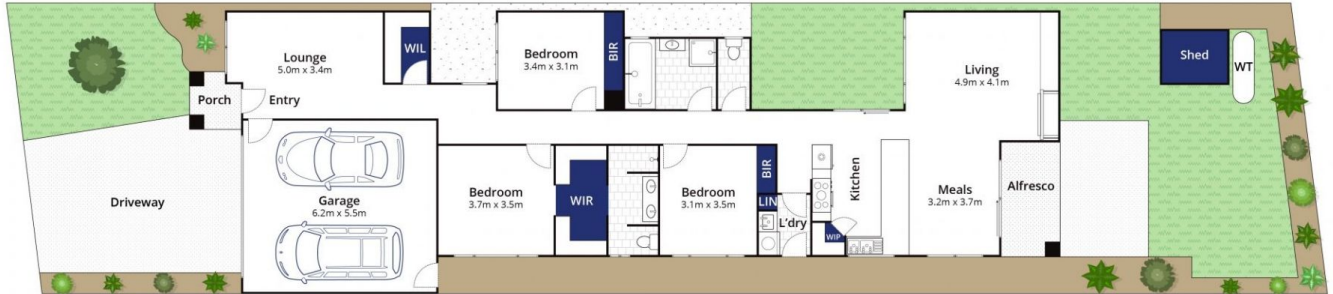 Lounge
5.0m x 3.4m
WIL
Bedroom
3.4m x 3.1m
BIR
Living
4.9m x 4.1m
Shed
WT
Porch
Entry
Driveway
Garage
6.2m x 5.5m
Bedroom
3.7m x 3.5m
WIR
Bedroom
3.1m x 3.5m
BIR
LIN
L'dry
WIP
Kitchen
Meals
3.2m x 3.7m
Alfresco